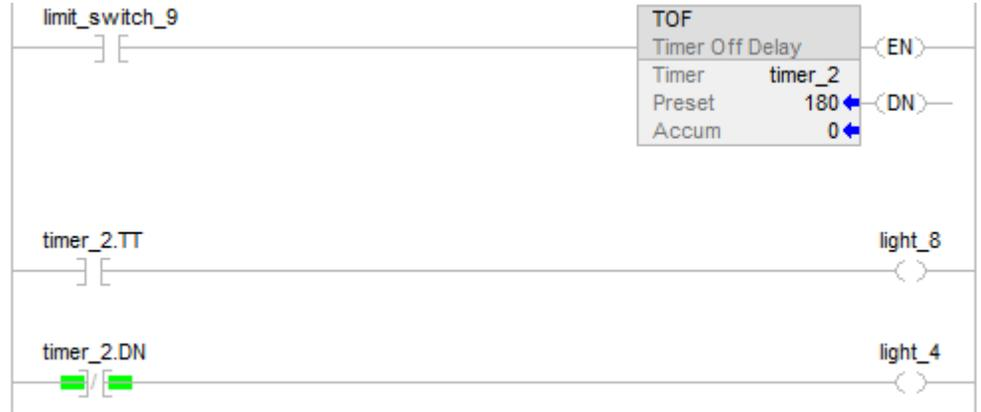 limit_switch_9
TOF
Timer Off Delay
EN
Timer timer_2
Preset 180
DN
Accum 0
timer_2.TT
light_8
timer_2.DN
light_4